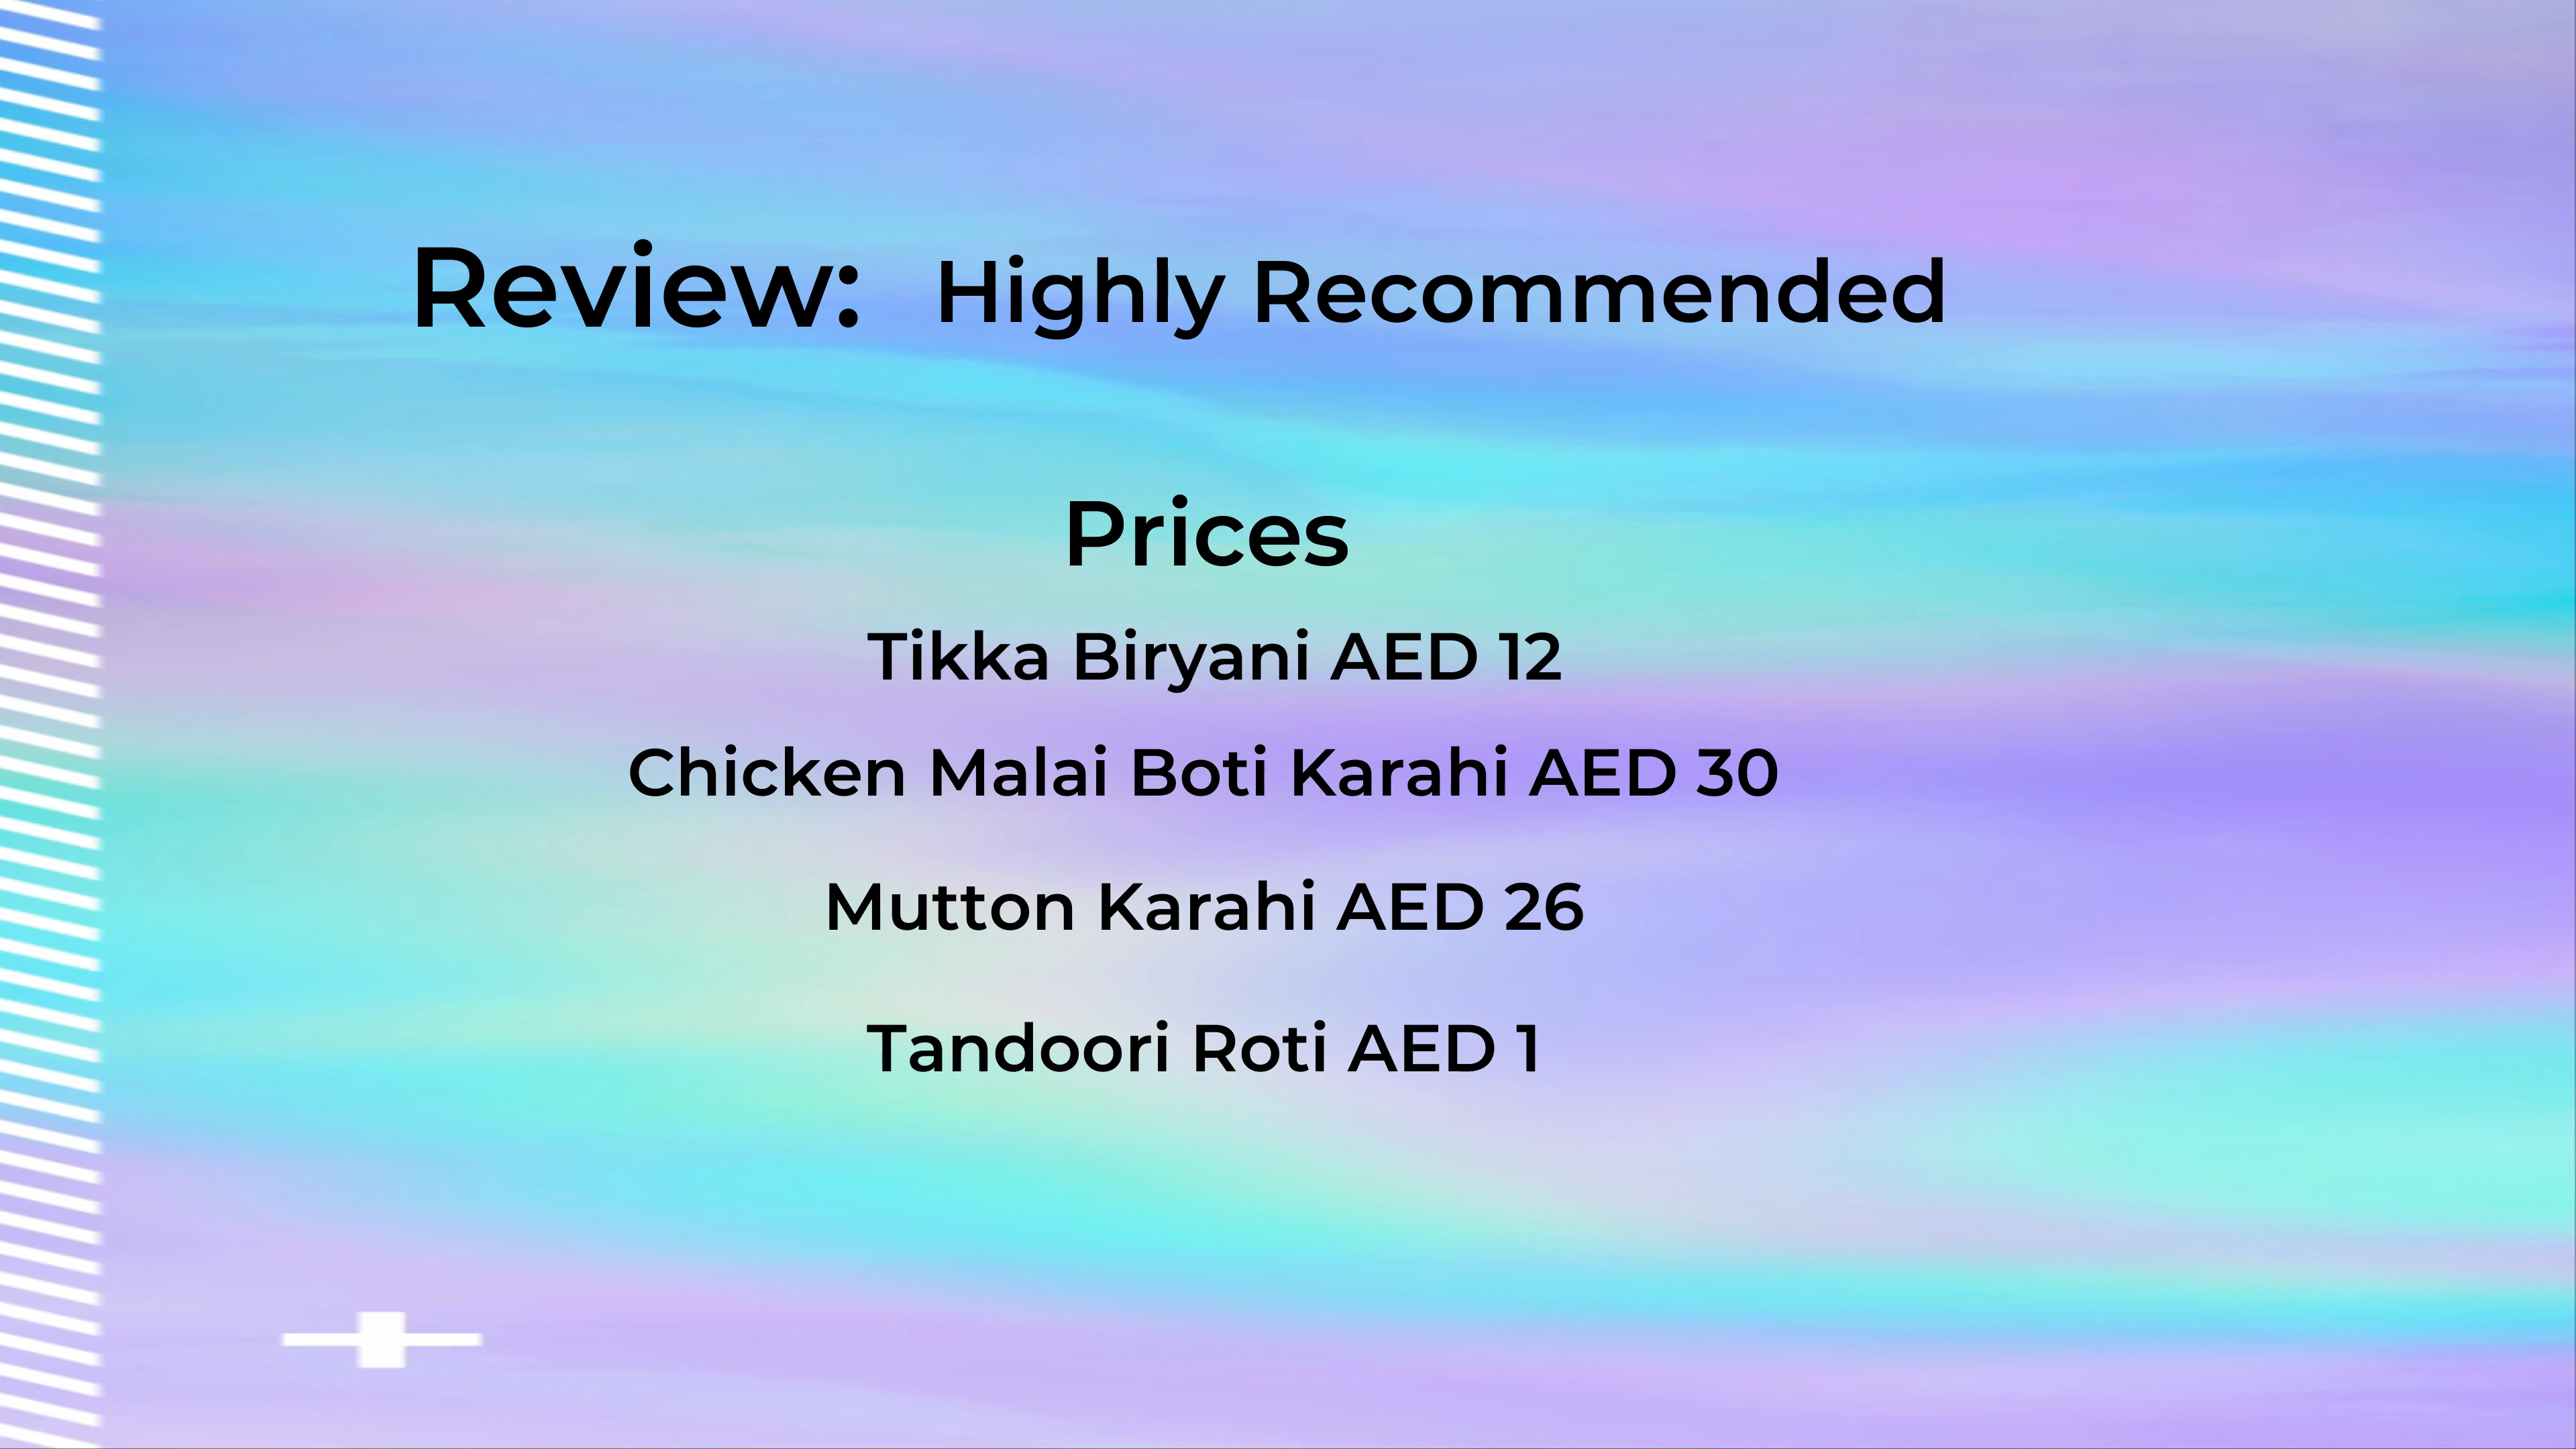 Review: Highly Recommended
Prices
Tikka Biryani AED 12
Chicken Malai Boti Karahi AED 30
Mutton Karahi AED 26
Tandoori Roti AED 1